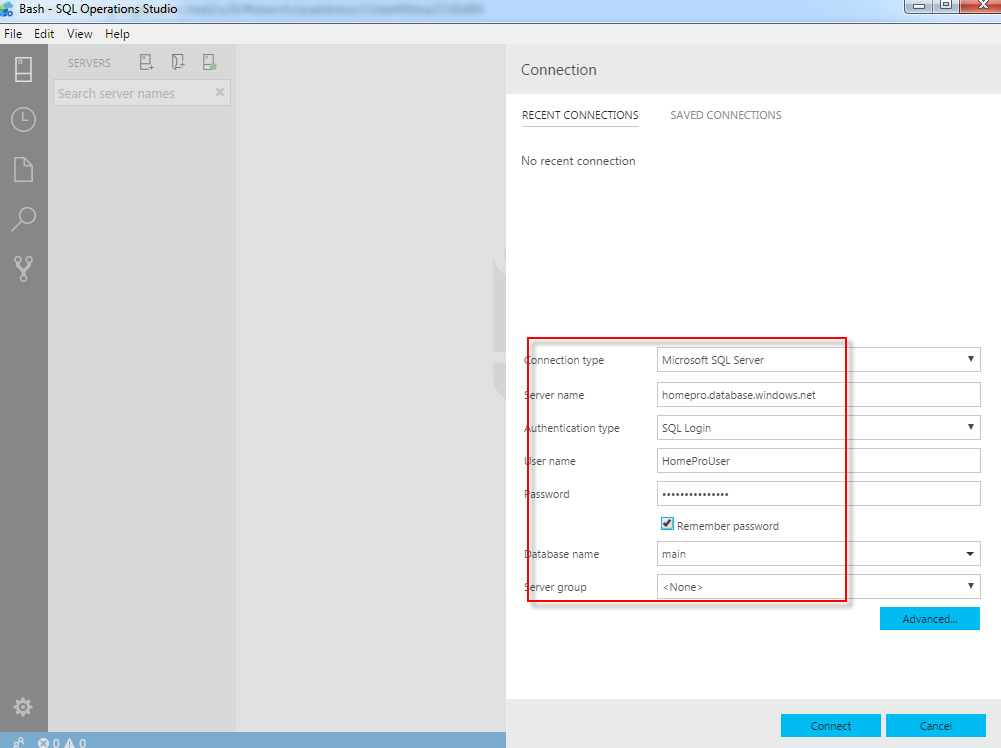 Bash - SQL Operations Studio
File Edit View Help
SERVERS
Search server names
Connection
RECENT CONNECTIONS SAVED CONNECTIONS
No recent connection
Connection type Microsoft SQL Server
Server name homepro.database.windows.net
Authentication type SQL Login
User name HomeProUser
Password •••••••••••••••
Remember password
Database name main
Server group <None>
Advanced...
Connect Cancel
0 0